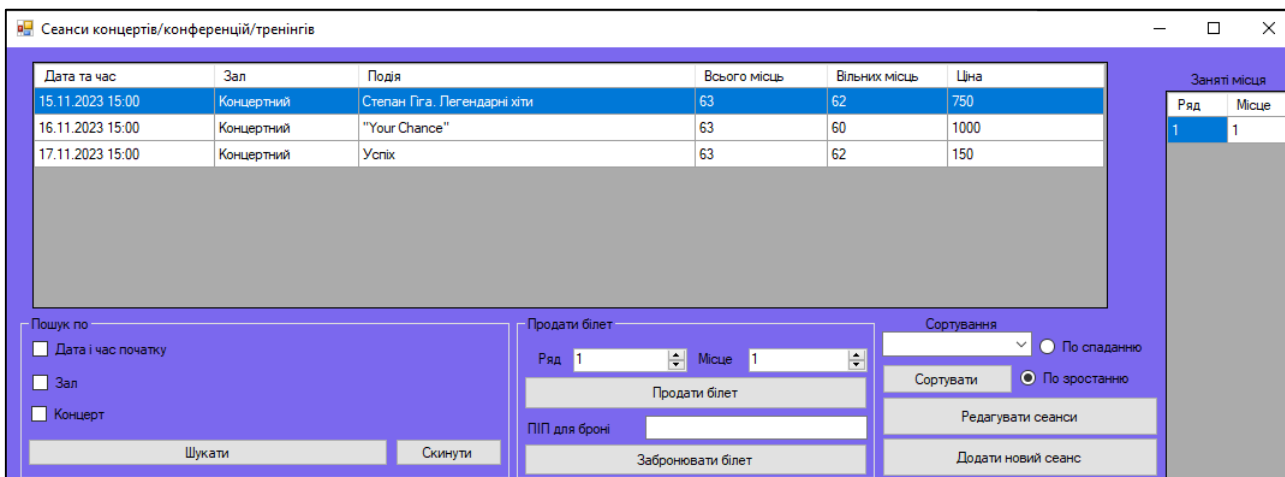 Сеанси концертів/конференцій/тренінгів
Дата та час Зал Подія Всього місць Вільних місць Ціна
15.11.2023 15:00 Концертний Степан Гіга. Легендарні хіти 63 62 750
16.11.2023 15:00 Концертний "Your Chance" 63 60 1000
17.11.2023 15:00 Концертний Успіх 63 62 150
Заняті місця
Ряд Місце
1 1
Пошук по
Дата і час початку
Зал
Концерт
Шукати Скинути
Продати білет
Ряд 1 Місце 1
Продати білет
ПІП для броні
Забронювати білет
Сортування
По спаданню
Сортувати По зростанню
Редагувати сеанси
Додати новий сеанс